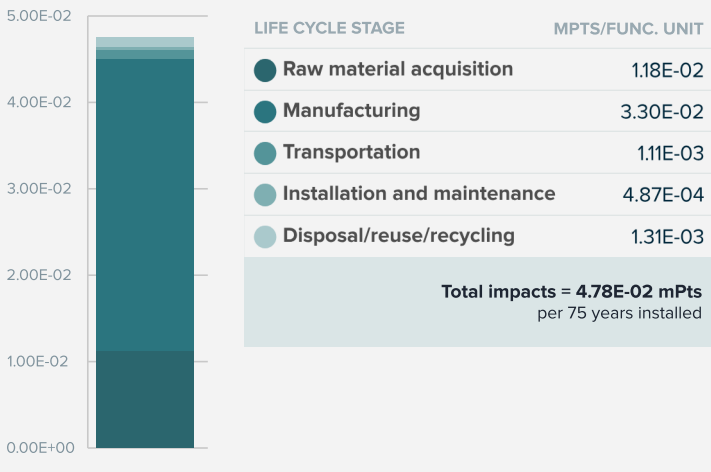 5.00E-02
4.00E-02
3.00E-02
2.00E-02
1.00E-02
0.00E+00
LIFE CYCLE STAGE MPTS/FUNC. UNIT
Raw material acquisition 1.18E-02
Manufacturing 3.30E-02
Transportation 1.11E-03
Installation and maintenance 4.87E-04
Disposal/reuse/recycling 1.31E-03
Total impacts = 4.78E-02 mPts
per 75 years installed